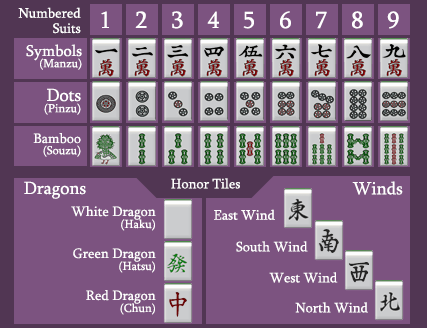 Numbered 1 2 3 4 5 6 7 8 9
Suits
Symbols 一萬 二萬 三萬 四萬 伍萬 六萬 七萬 八萬 九萬
(Manzu)
Dots
(Pinzu)
Bamboo
(Souzu)
Dragons Honor Tiles Winds
White Dragon
(Haku)
Green Dragon 發
(Hatsu)
Red Dragon 中
(Chun)
East Wind 東
South Wind 南
West Wind 西
North Wind 北